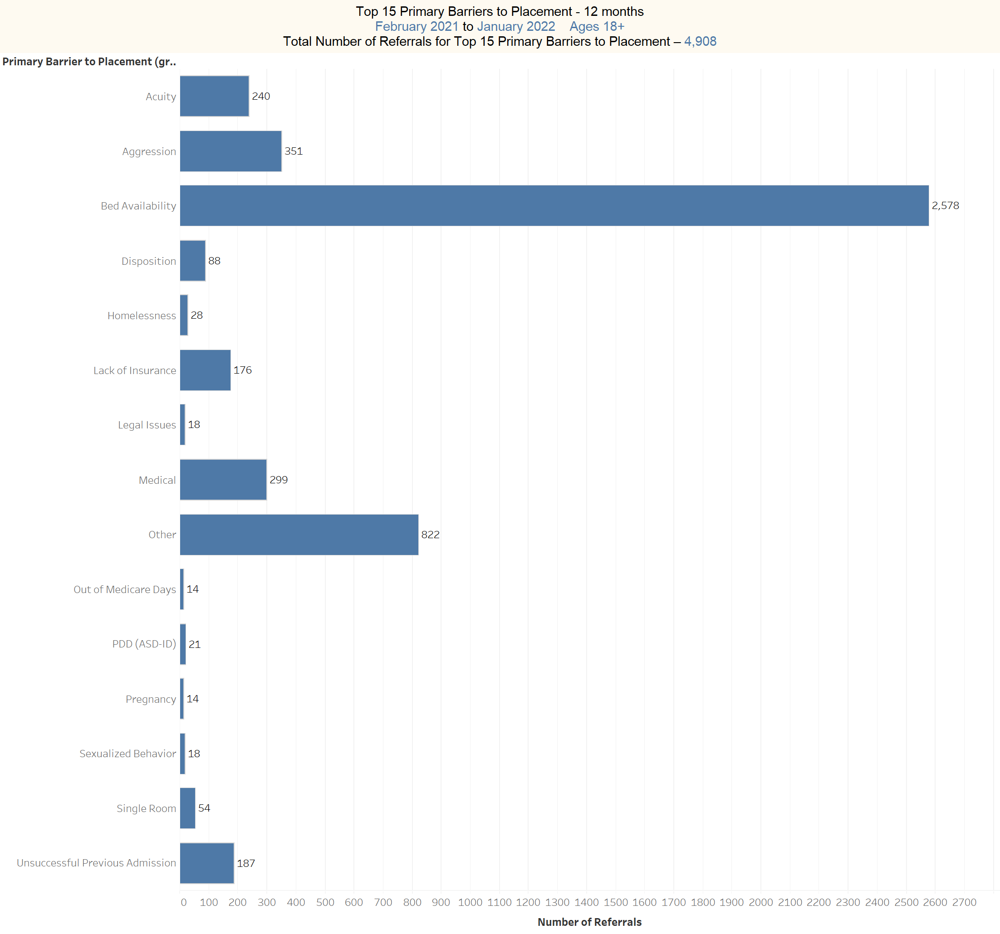 Top 15 Primary Barriers to Placement - 12 months
February 2021 to January 2022 Ages 18+
Total Number of Referrals for Top 15 Primary Barriers to Placement – 4,908
Primary Barrier to Placement (gr..
Acuity 240
Aggression 351
Bed Availability 2,578
Disposition 88
Homelessness 28
Lack of Insurance 176
Legal Issues 18
Medical 299
Other 822
Out of Medicare Days 14
PDD (ASD-ID) 21
Pregnancy 14
Sexualized Behavior 18
Single Room 54
Unsuccessful Previous Admission 187
0 100 200 300 400 500 600 700 800 900 1000 1100 1200 1300 1400 1500 1600 1700 1800 1900 2000 2100 2200 2300 2400 2500 2600 2700
Number of Referrals